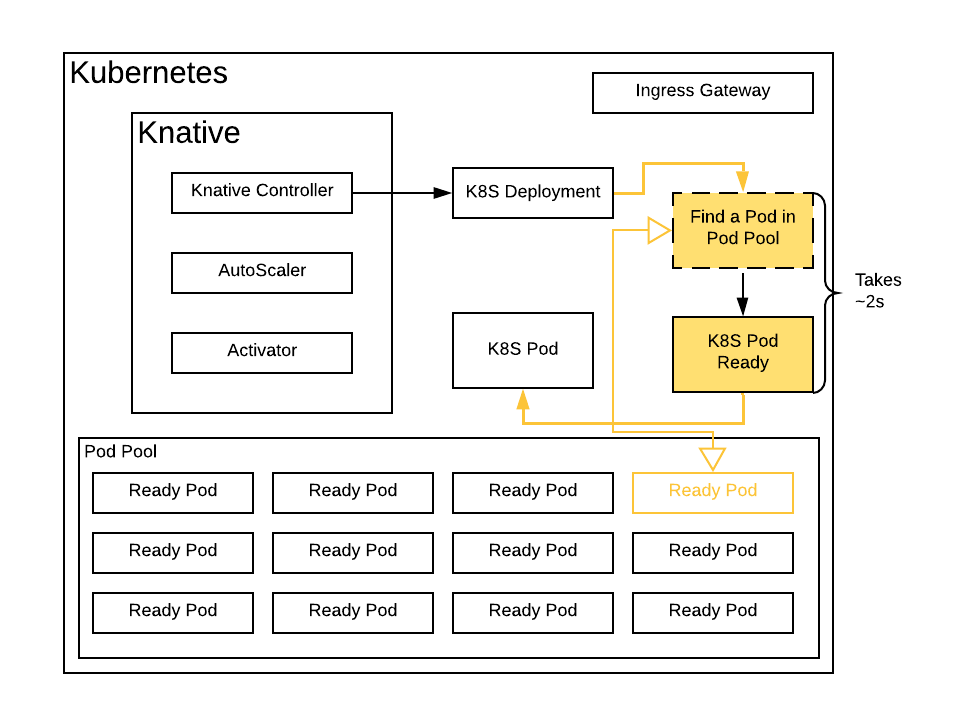 Kubernetes
Ingress Gateway
Knative
Knative Controller
K8S Deployment
Find a Pod in
Pod Pool
AutoScaler
Takes
~2s
Activator
K8S Pod
K8S Pod
Ready
Pod Pool
Ready Pod
Ready Pod
Ready Pod
Ready Pod
Ready Pod
Ready Pod
Ready Pod
Ready Pod
Ready Pod
Ready Pod
Ready Pod
Ready Pod